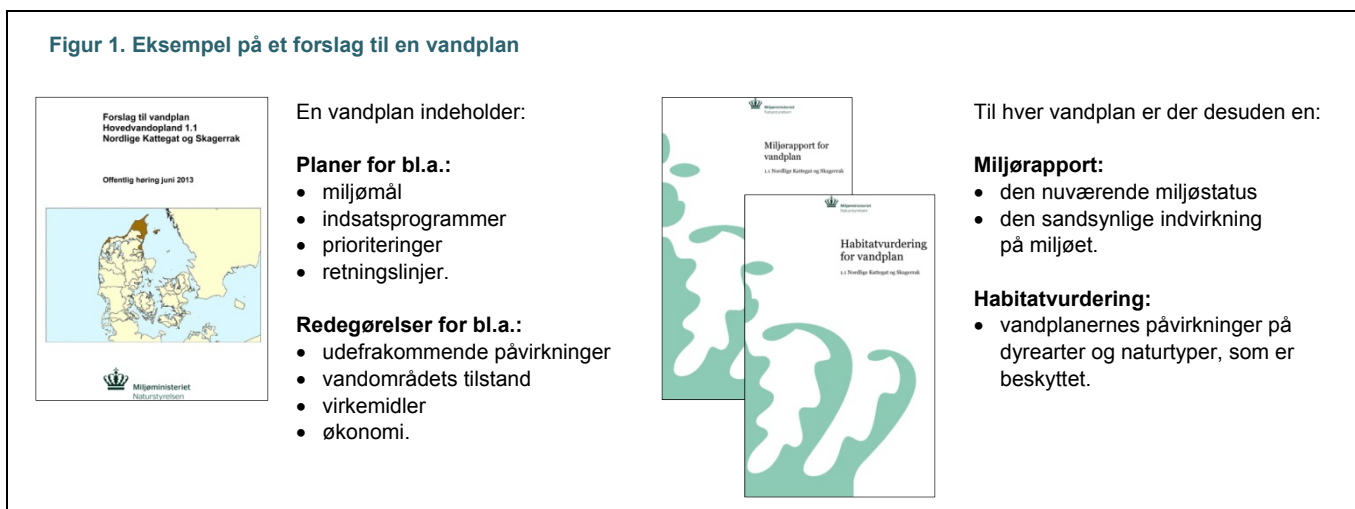 Figur 1. Eksempel på et forslag til en vandplan
Forslag til vandplan
Hovedvandopland 1.1
Nordlige Kattegat og Skagerrak
Offentlig høring juni 2013
Miljøministeriet
Naturstyrelsen
En vandplan indeholder:
Planer for bl.a.:
• miljømål
• indsatsprogrammer
• prioriteringer
• retningslinjer.
Redegørelser for bl.a.:
• udefrakommende påvirkninger
• vandområdets tilstand
• virkemidler
• økonomi.
Miljøministeriet
Naturstyrelsen
Miljørapport for
vandplan
1.1 Nordlige Kattegat og Skagerrak
Miljøministeriet
Naturstyrelsen
Habitatvurdering
for vandplan
1.1 Nordlige Kattegat og Skagerrak
Til hver vandplan er der desuden en:
Miljørapport:
• den nuværende miljøstatus
• den sandsynlige indvirkning
på miljøet.
Habitatvurdering:
• vandplanernes påvirkninger på
dyrearter og naturtyper, som er
beskyttet.